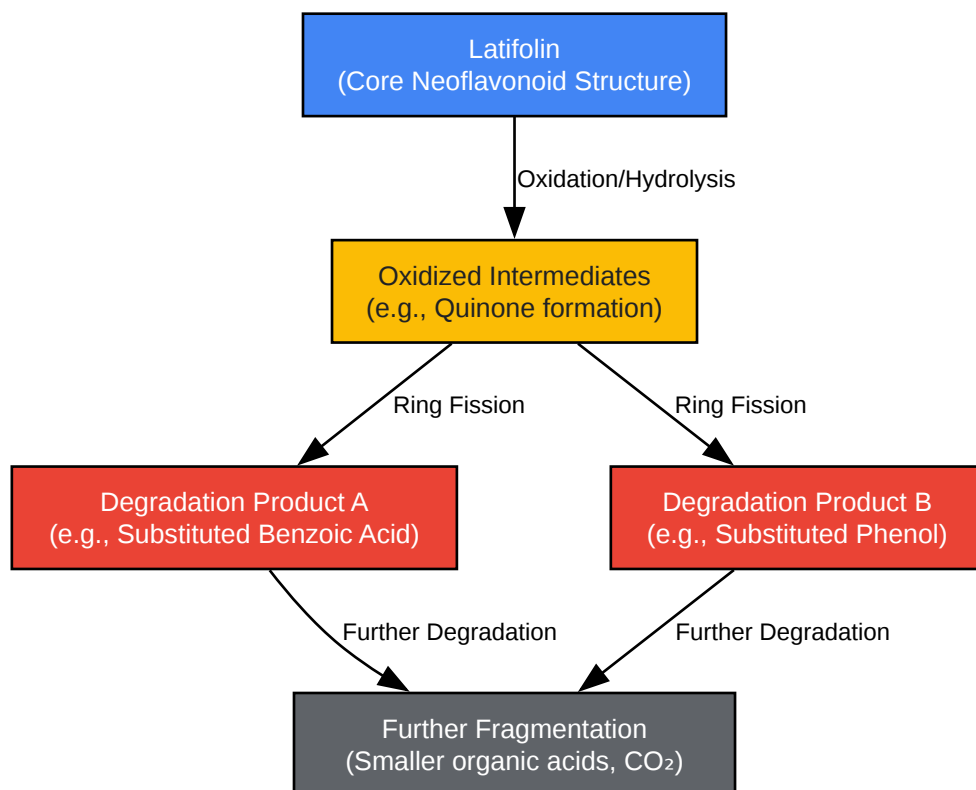 Latifolin
(Core Neoflavonoid Structure)
Oxidation/Hydrolysis
Oxidized Intermediates
(e.g., Quinone formation)
Ring Fission
Ring Fission
Degradation Product A
(e.g., Substituted Benzoic Acid)
Degradation Product B
(e.g., Substituted Phenol)
Further Degradation
Further Degradation
Further Fragmentation
(Smaller organic acids, CO₂)